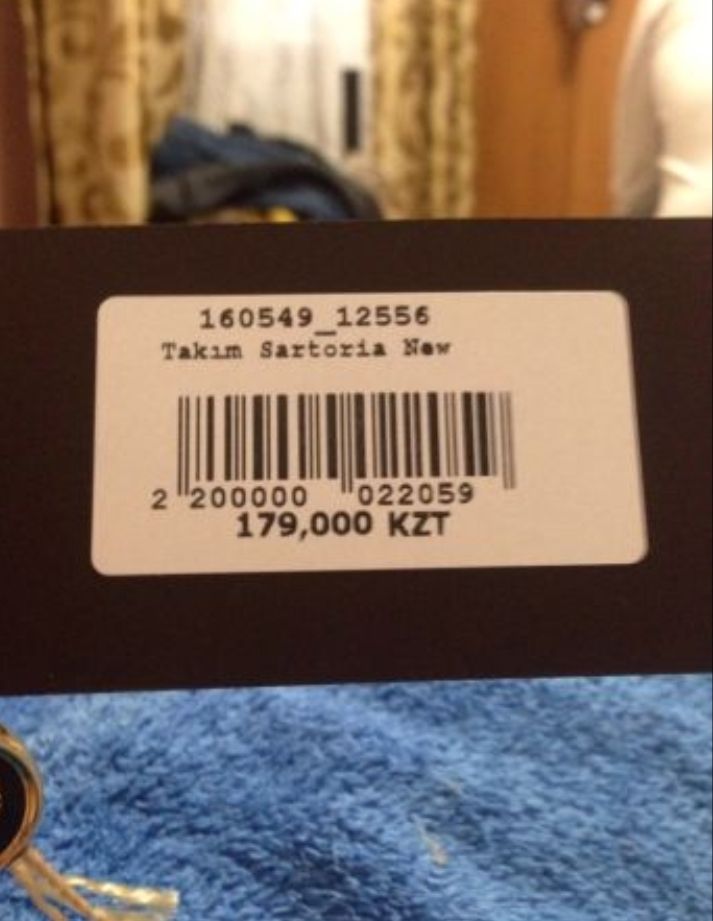 160549_12556
Takım Sartoria New
2 200000 022059
179,000 KZT